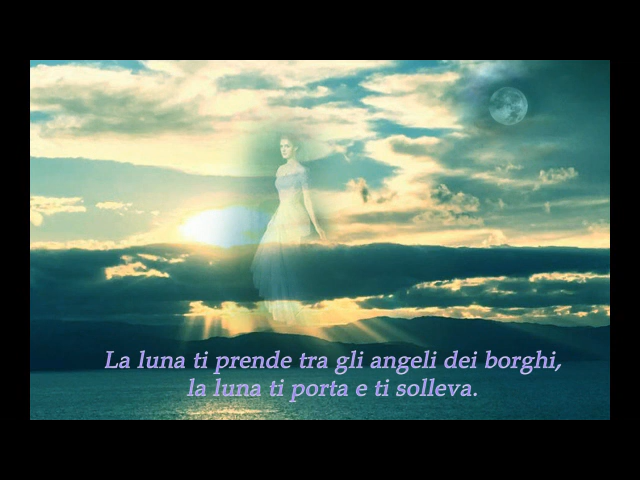 La luna ti prende tra gli angeli dei borghi,
la luna ti porta e ti solleva.